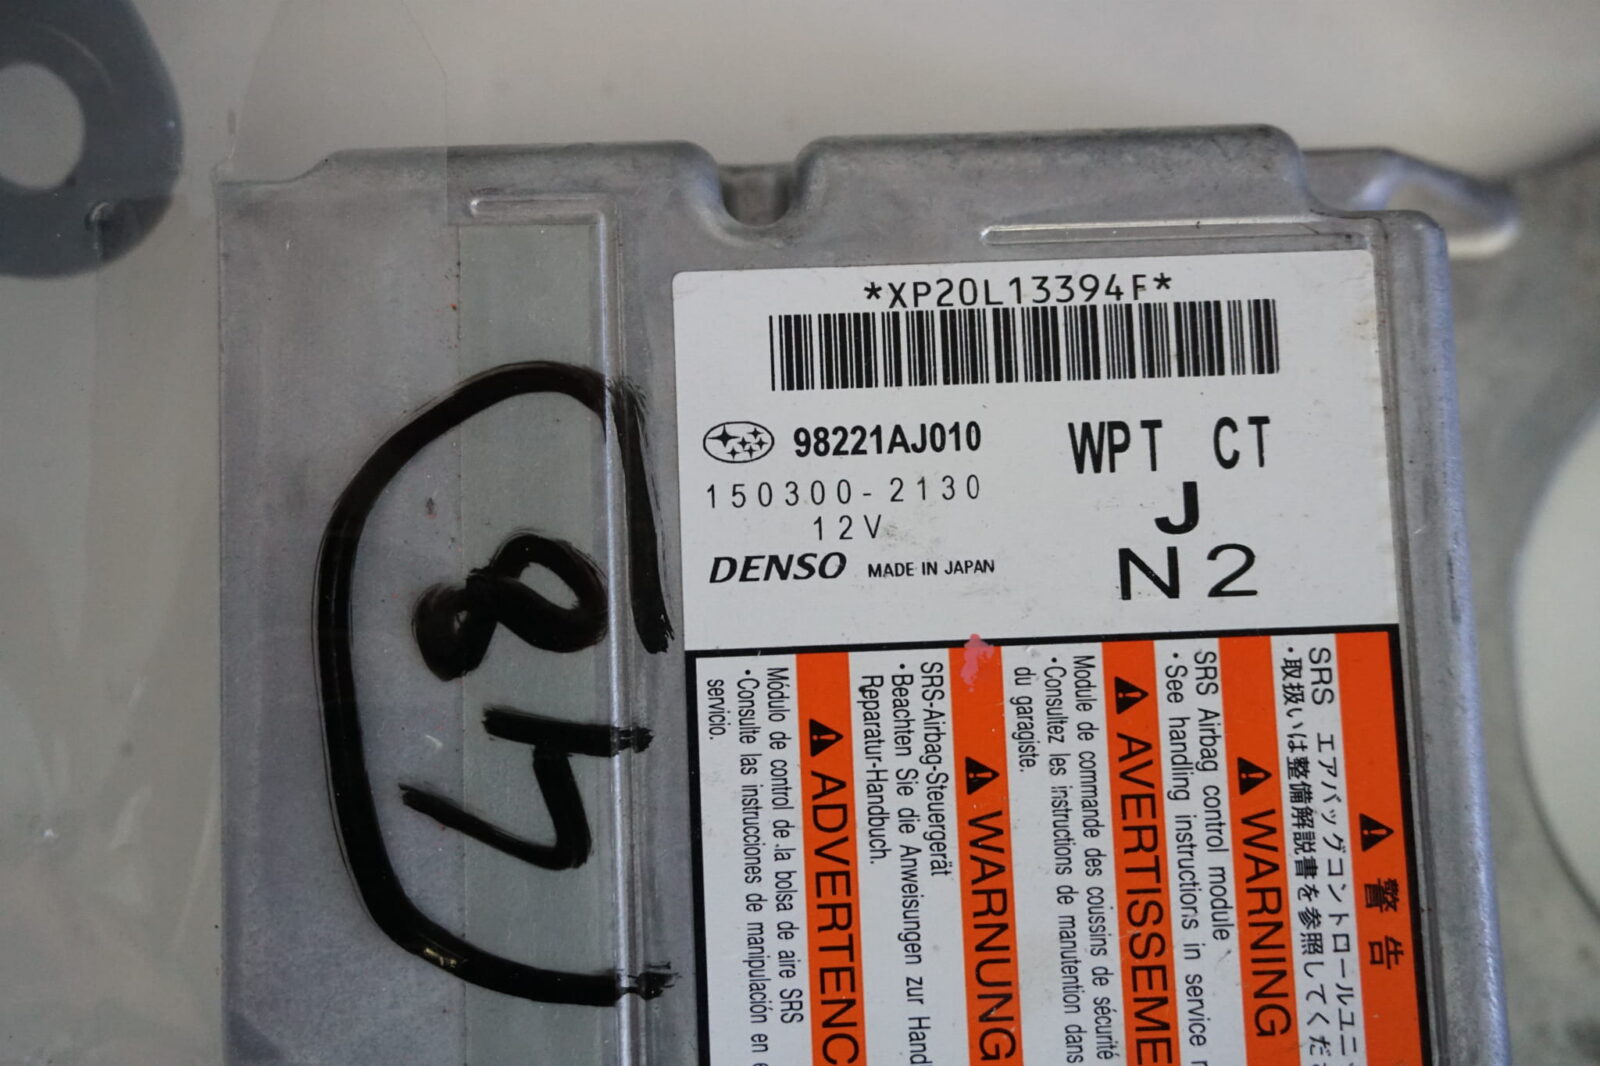 *XP20L13394F*
98221AJ010
WPT CT
150300-2130
J
12V
N2
DENSO MADE IN JAPAN
84
警告
SRS エアバッグコントロールユニ
・取扱いは整備解説書を参照してくだ
WARNING
SRS Airbag control module
・See handling instructions in service
AVERTISSEME
Module de commande des coussins de sécurité
・Consultez les instructions de manutention dans
du garagiste.
WARNUNG
SRS-Airbag-Steuergerät
・Beachten Sie die Anweisungen zur Hand
Reparatur-Handbuch.
ADVERTENC
Módulo de control de .la bolsa de aire SRS
・Consulte las instrucciones de manipulación en e
servicio.